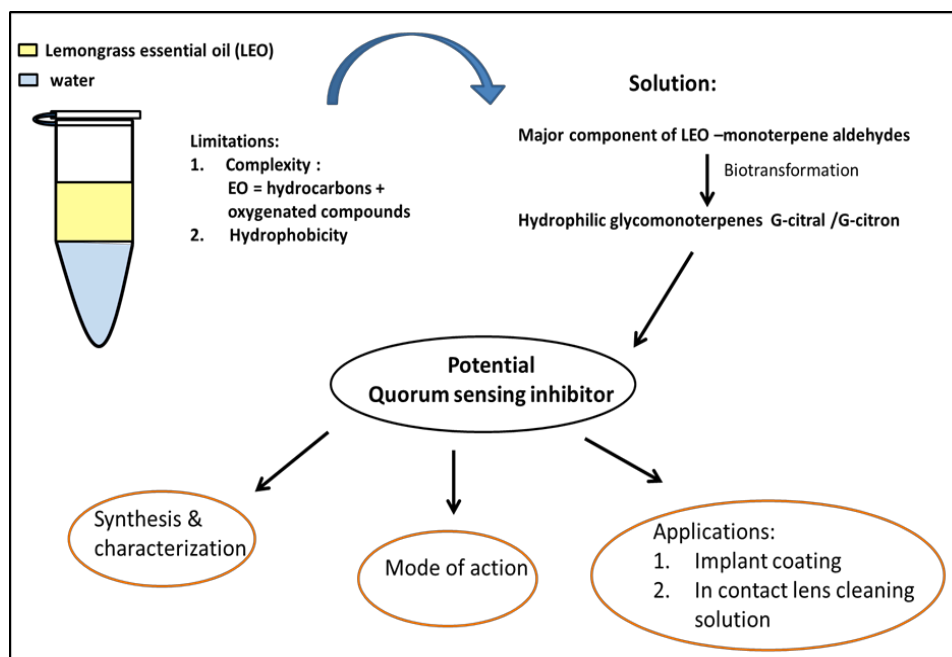 Lemongrass essential oil (LEO)
water
Limitations:
1. Complexity :
EO = hydrocarbons +
oxygenated compounds
2. Hydrophobicity
Solution:
Major component of LEO –monoterpene aldehydes
Biotransformation
Hydrophilic glycomonoterpenes G-citral /G-citron
Potential
Quorum sensing inhibitor
Synthesis &
characterization
Mode of action
Applications:
1. Implant coating
2. In contact lens cleaning
solution